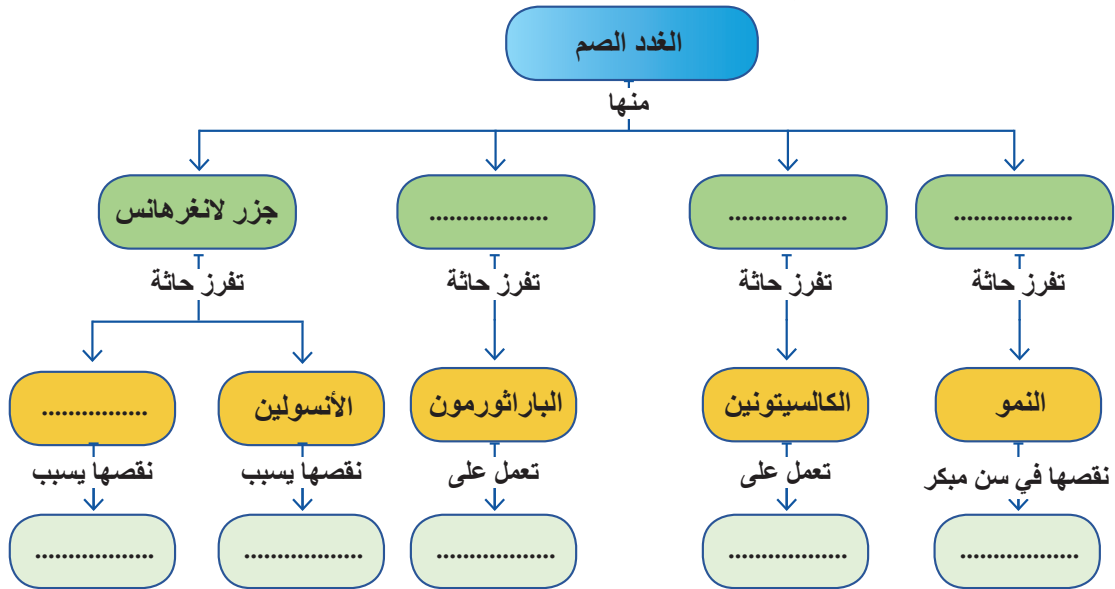 الغدد الصم
منها
...................
...................
...................
جزر لانغرهانس
تفرز حاثة
تفرز حاثة
تفرز حاثة
تفرز حاثة
النمو
الكالسيتونين
الباراثورمون
الأنسولين
.................
نقصها في سن مبكر
تعمل على
تعمل على
نقصها يسبب
نقصها يسبب
...................
...................
...................
...................
...................